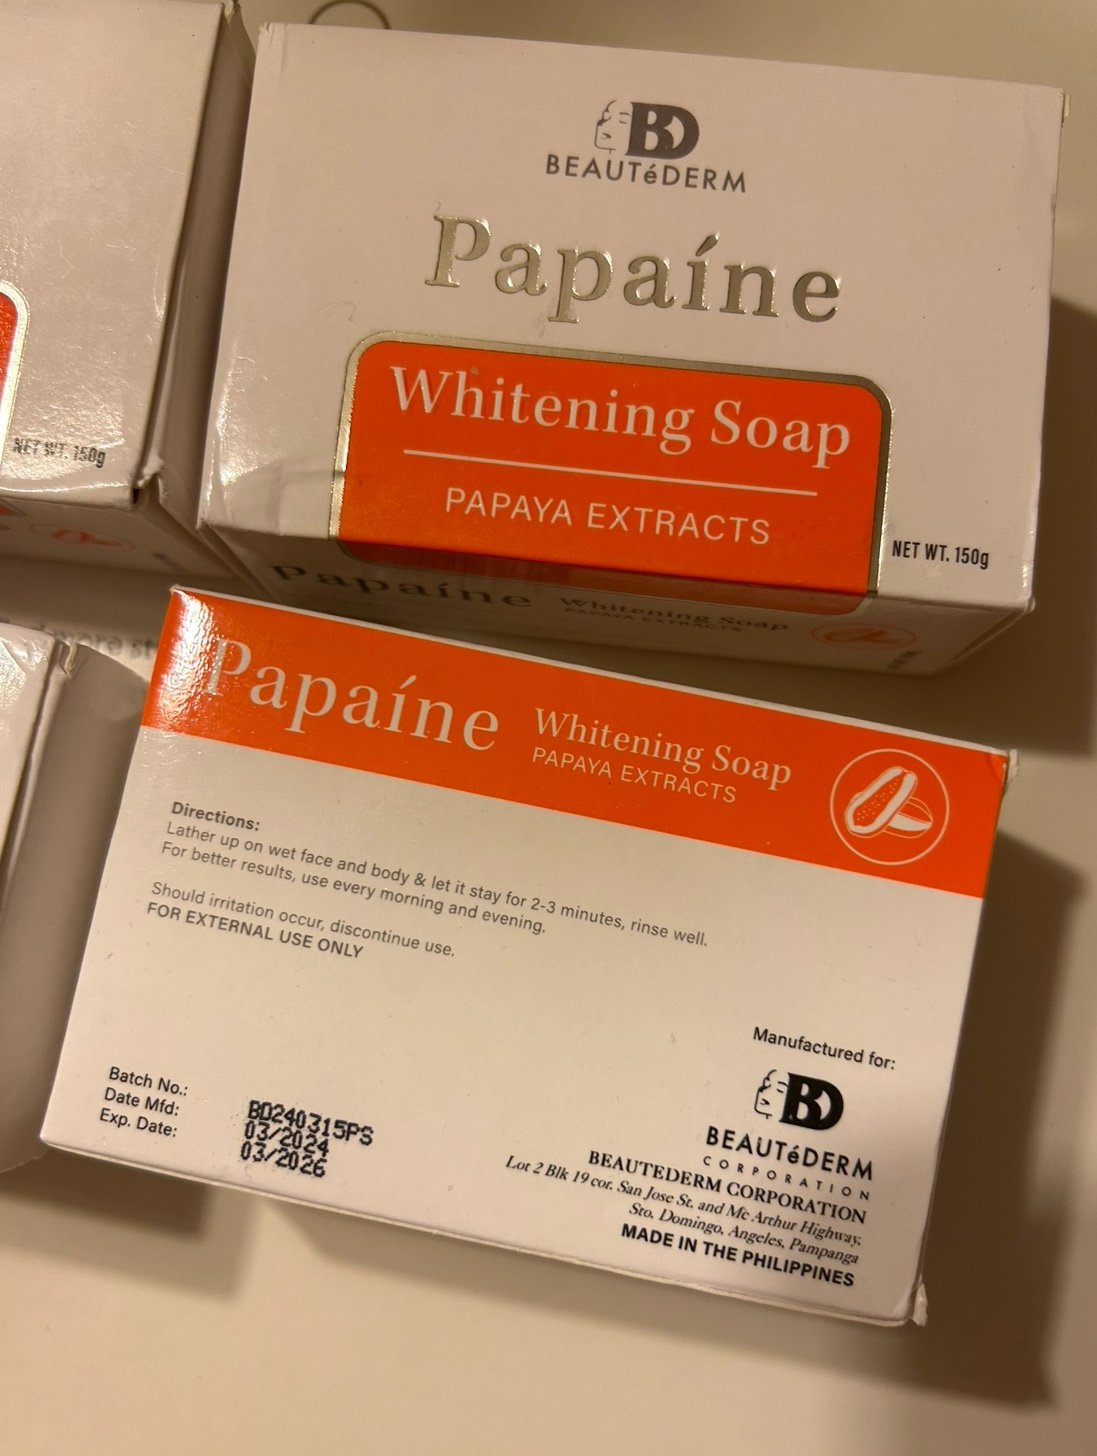 BD
BEAUTéDERM
Papaíne
Whitening Soap
PAPAYA EXTRACTS
NET WT. 150g
NET WT. 150g
Papaíne Whitening Soap
PAPAYA EXTRACTS
Papaíne Whitening Soap
PAPAYA EXTRACTS
Directions:
Lather up on wet face and body & let it stay for 2-3 minutes, rinse well.
For better results, use every morning and evening.
Should irritation occur, discontinue use.
FOR EXTERNAL USE ONLY
Batch No.: BD240315PS
Date Mfd: 03/2024
Exp. Date: 03/2026
Manufactured for:
BD
BEAUTéDERM
CORPORATION
BEAUTEDERM CORPORATION
Lot 2 Blk 19 cor. San Jose St. and Mc Arthur Highway,
Sto. Domingo, Angeles, Pampanga
MADE IN THE PHILIPPINES